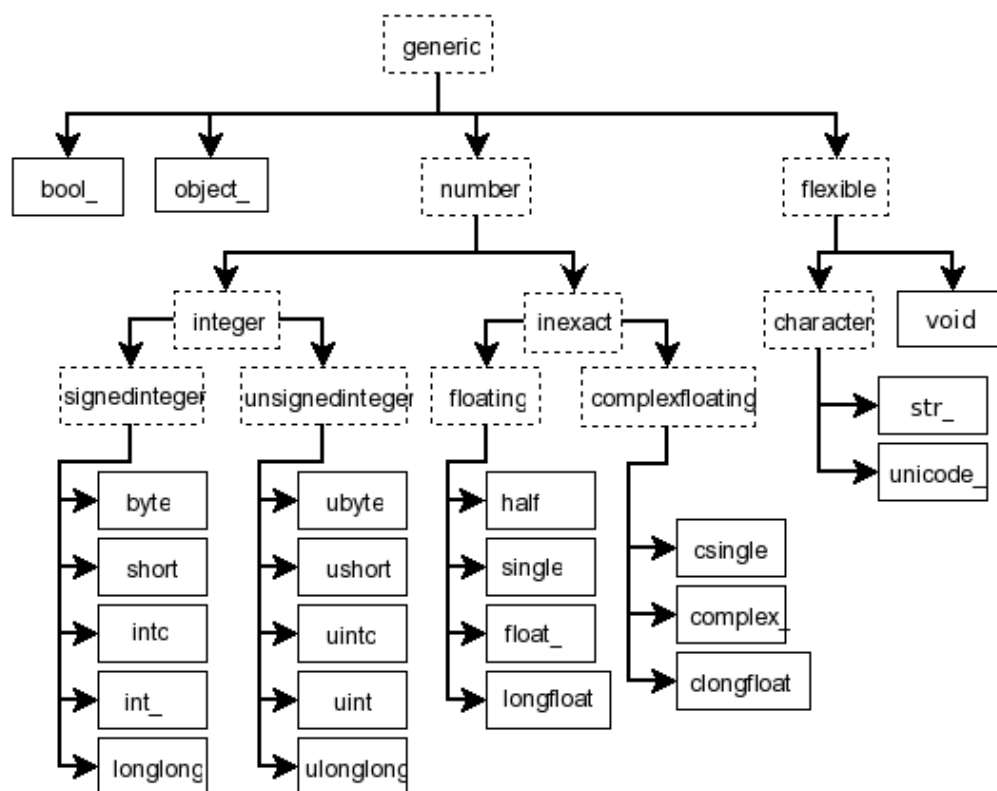 generic
bool_
object_
number
flexible
integer
inexact
character
void
signedinteger
unsignedinteger
floating
complexfloating
str_
unicode_
byte
ubyte
half
csingle
short
ushort
single
complex_
intc
uintc
float_
clongfloat
int_
uint
longfloat
longlong
ulonglong